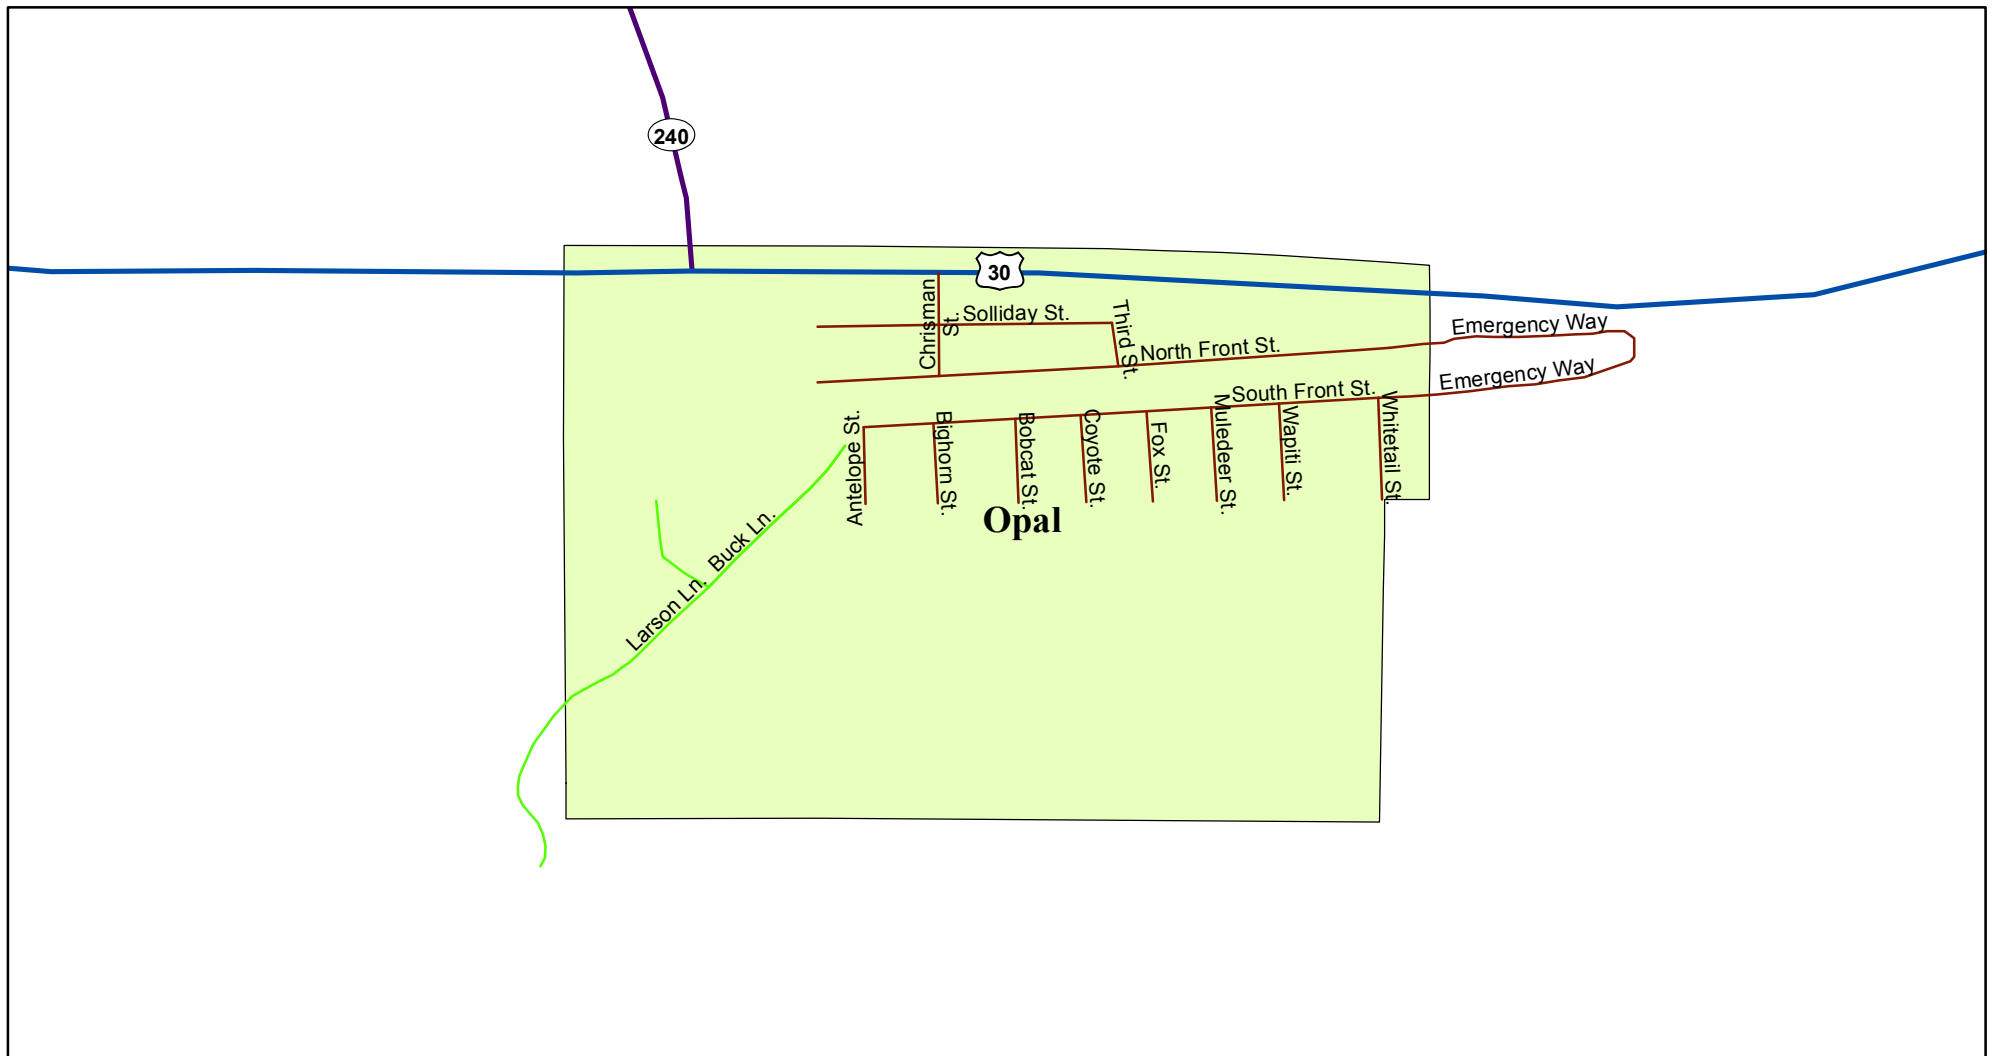 240
30
Chrisman
St.
Solliday St.
Third St.
North Front St.
Emergency Way
Emergency Way
South Front St.
Antelope St.
Bighorn St.
Bobcat St.
Coyote St.
Fox St.
Muledeer St.
Wapiti St.
Whitetail St.
Opal
Buck Ln.
Larson Ln.